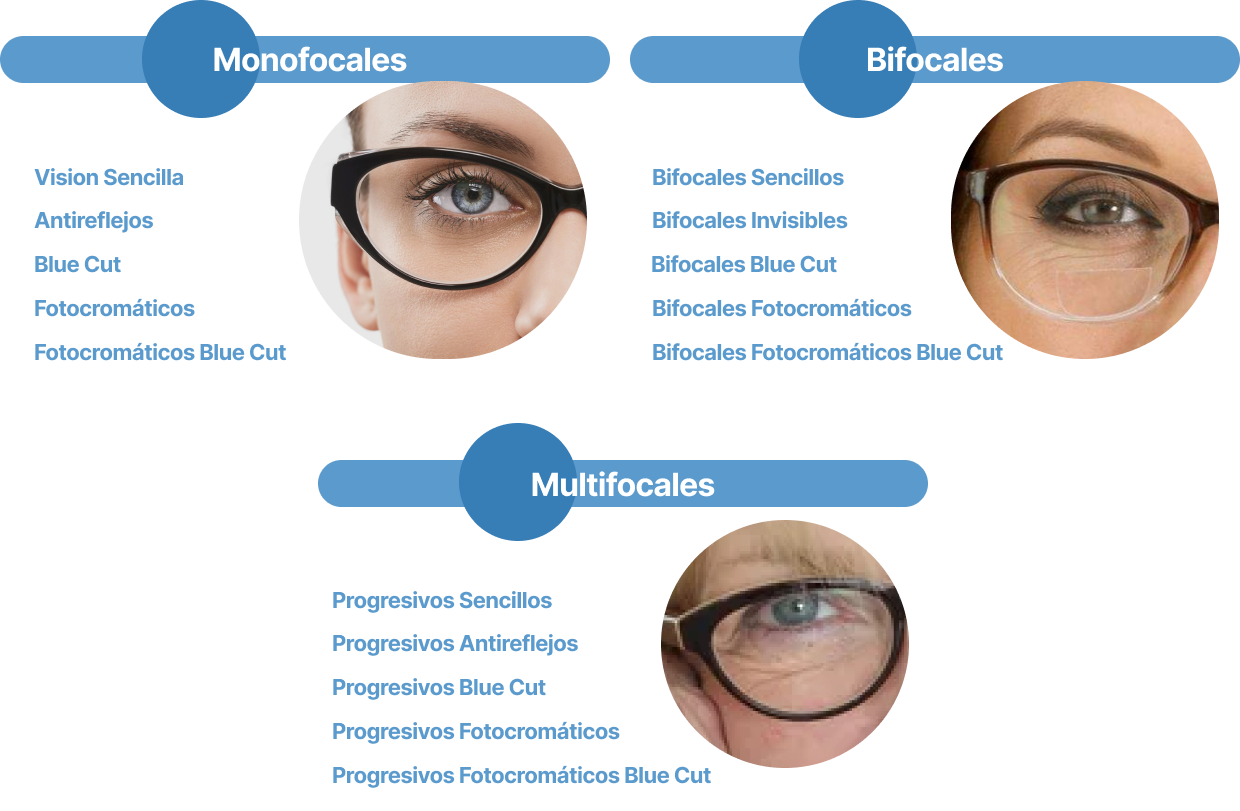 Monofocales
Vision Sencilla
Antireflejos
Blue Cut
Fotocromáticos
Fotocromáticos Blue Cut
Bifocales
Bifocales Sencillos
Bifocales Invisibles
Bifocales Blue Cut
Bifocales Fotocromáticos
Bifocales Fotocromáticos Blue Cut
Multifocales
Progresivos Sencillos
Progresivos Antireflejos
Progresivos Blue Cut
Progresivos Fotocromáticos
Progresivos Fotocromáticos Blue Cut